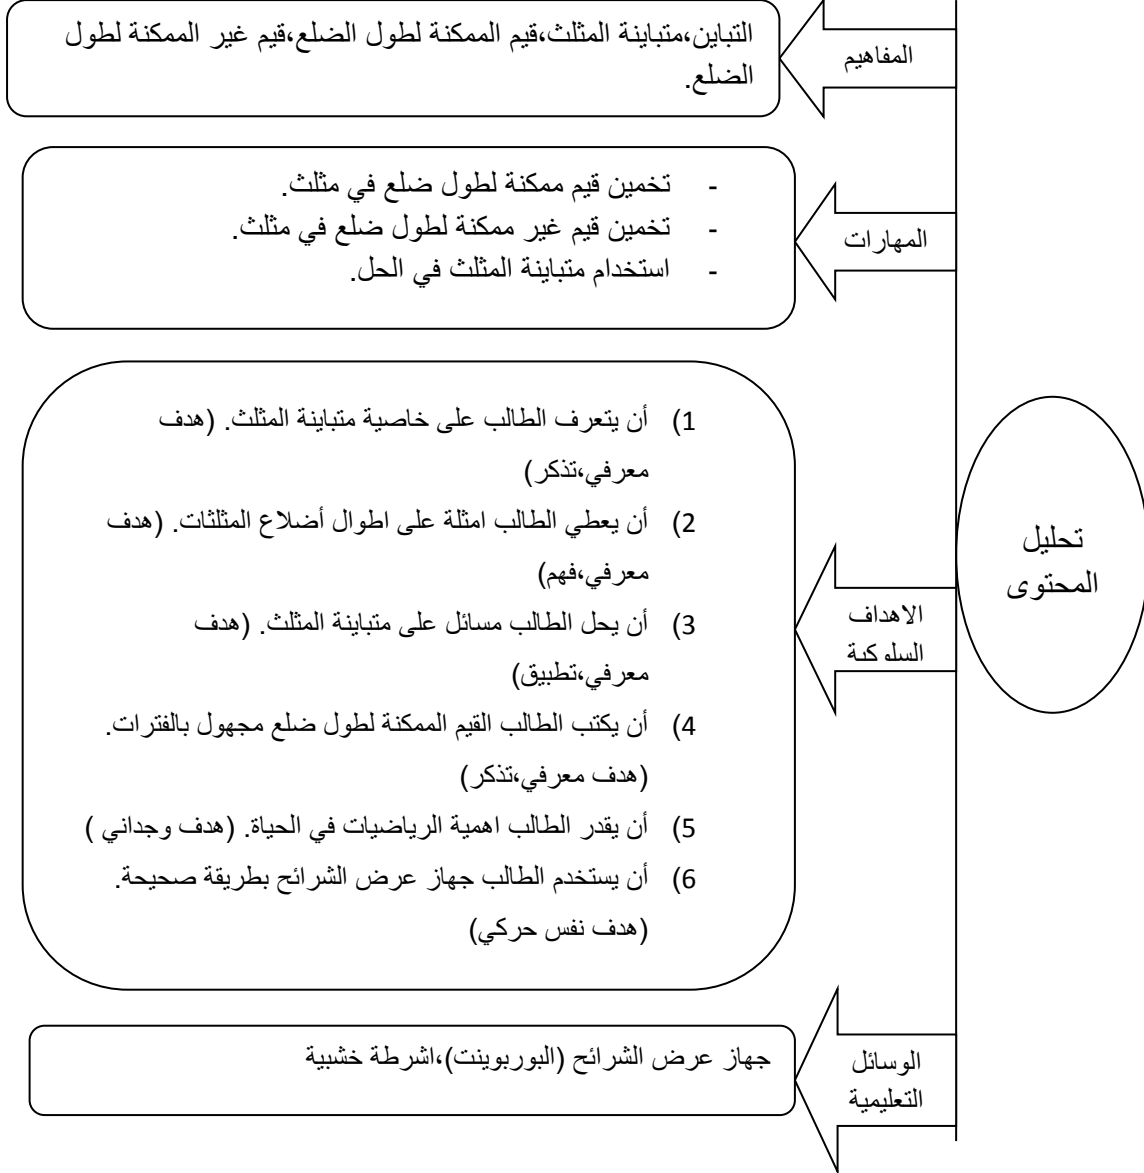 المفاهيم
التباين،متباينة المثلث،قيم الممكنة لطول الضلع،قيم غير الممكنة لطول
الضلع.
المهارات
- تخمين قيم ممكنة لطول ضلع في مثلث.
- تخمين قيم غير ممكنة لطول ضلع في مثلث.
- استخدام متباينة المثلث في الحل.
تحليل
المحتوى
الاهداف
السلوكية
1) أن يتعرف الطالب على خاصية متباينة المثلث. (هدف
معرفي،تذكر)
2) أن يعطي الطالب امثلة على اطوال أضلاع المثلثات. (هدف
معرفي،فهم)
3) أن يحل الطالب مسائل على متباينة المثلث. (هدف
معرفي،تطبيق)
4) أن يكتب الطالب القيم الممكنة لطول ضلع مجهول بالفترات.
(هدف معرفي،تذكر)
5) أن يقدر الطالب اهمية الرياضيات في الحياة. (هدف وجداني )
6) أن يستخدم الطالب جهاز عرض الشرائح بطريقة صحيحة.
(هدف نفس حركي)
الوسائل
التعليمية
جهاز عرض الشرائح (البوربوينت)،اشرطة خشبية